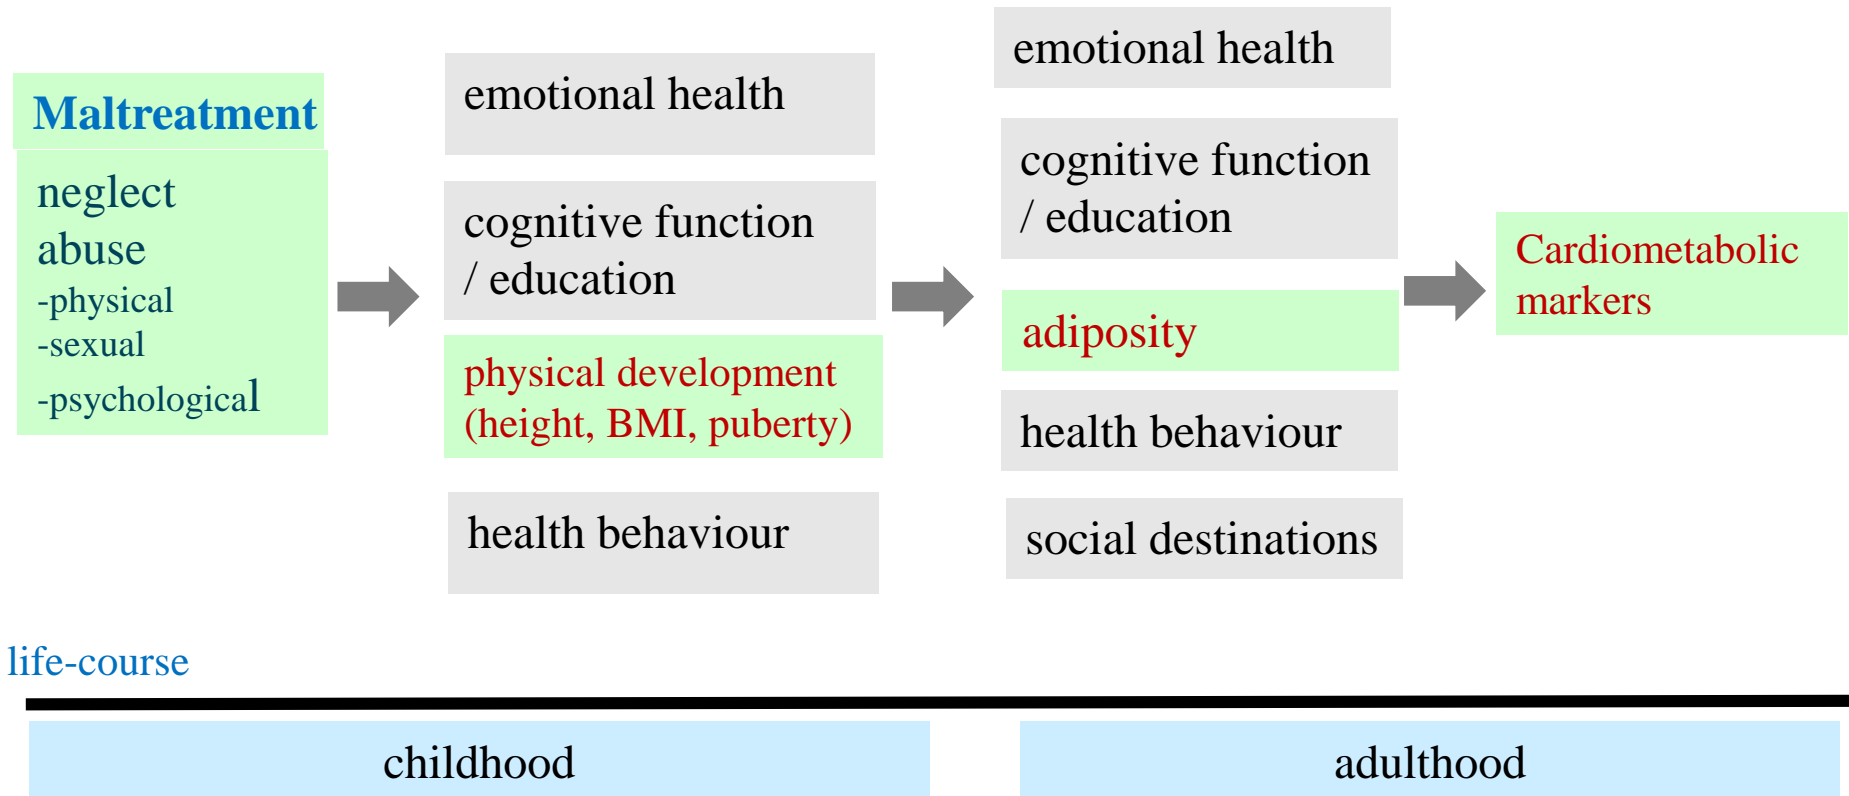 Maltreatment
neglect
abuse
-physical
-sexual
-psychological
emotional health
cognitive function
/ education
physical development
(height, BMI, puberty)
health behaviour
emotional health
cognitive function
/ education
adiposity
health behaviour
social destinations
Cardiometabolic
markers
life-course
childhood
adulthood